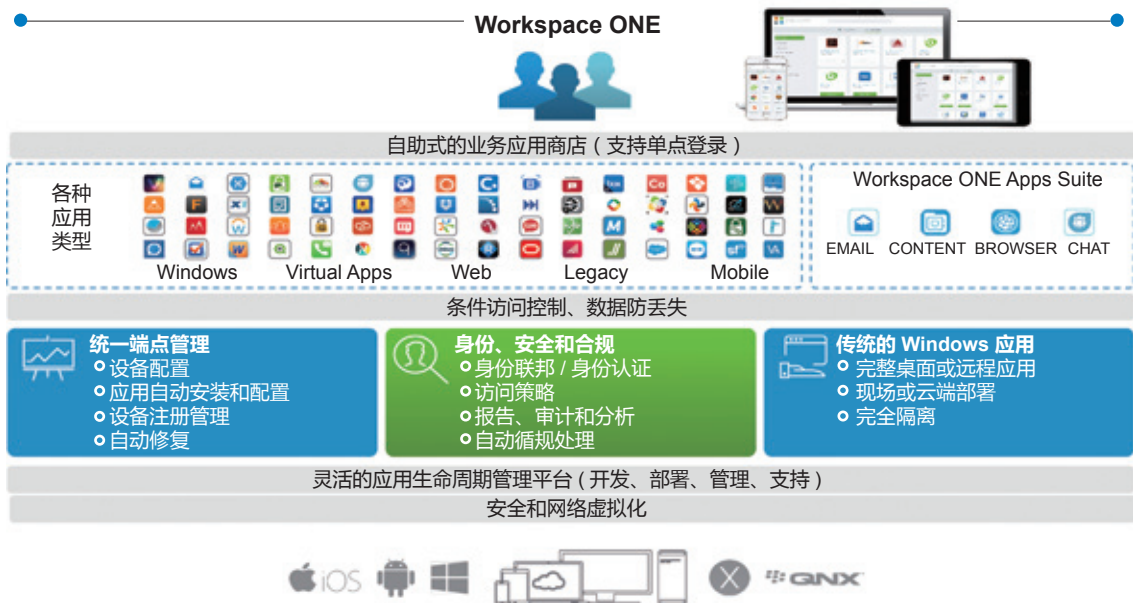 Workspace ONE
自助式的业务应用商店 ( 支持单点登录 )
各种
应用
类型
Windows
Virtual Apps
Web
Legacy
Mobile
Workspace ONE Apps Suite
EMAIL
CONTENT
BROWSER
CHAT
条件访问控制、数据防丢失
统一端点管理
设备配置
应用自动安装和配置
设备注册管理
自动修复
身份、安全和合规
身份联邦 / 身份认证
访问策略
报告、审计和分析
自动循规处理
传统的 Windows 应用
完整桌面或远程应用
现场或云端部署
完全隔离
灵活的应用生命周期管理平台 ( 开发、部署、管理、支持 )
安全和网络虚拟化
iOS
QNX